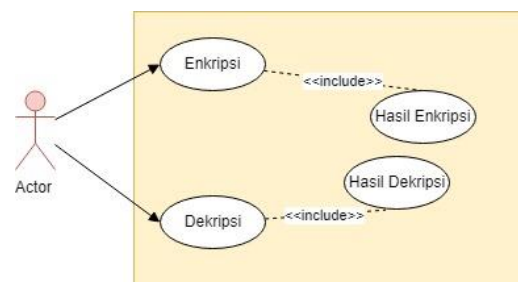 Enkripsi
<<include>>
Hasil Enkripsi
Actor
Hasil Dekripsi
Dekripsi
<<include>>